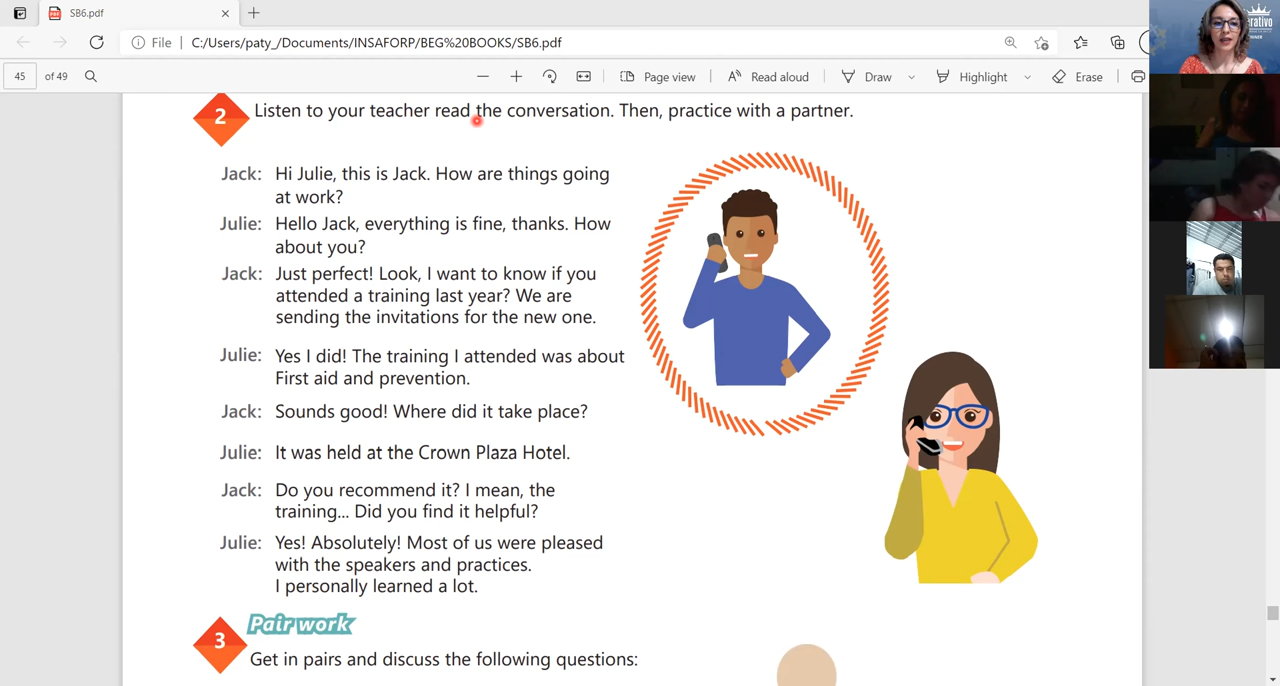 SB6.pdf
File
C:/Users/paty_/Documents/INSAFORP/BEG%20BOOKS/SB6.pdf
45 of 49
Page view
Read aloud
Draw
Highlight
Erase
2 Listen to your teacher read the conversation. Then, practice with a partner.
Jack: Hi Julie, this is Jack. How are things going
at work?
Julie: Hello Jack, everything is fine, thanks. How
about you?
Jack: Just perfect! Look, I want to know if you
attended a training last year? We are
sending the invitations for the new one.
Julie: Yes I did! The training I attended was about
First aid and prevention.
Jack: Sounds good! Where did it take place?
Julie: It was held at the Crown Plaza Hotel.
Jack: Do you recommend it? I mean, the
training... Did you find it helpful?
Julie: Yes! Absolutely! Most of us were pleased
with the speakers and practices.
I personally learned a lot.
3 Pair work
Get in pairs and discuss the following questions: